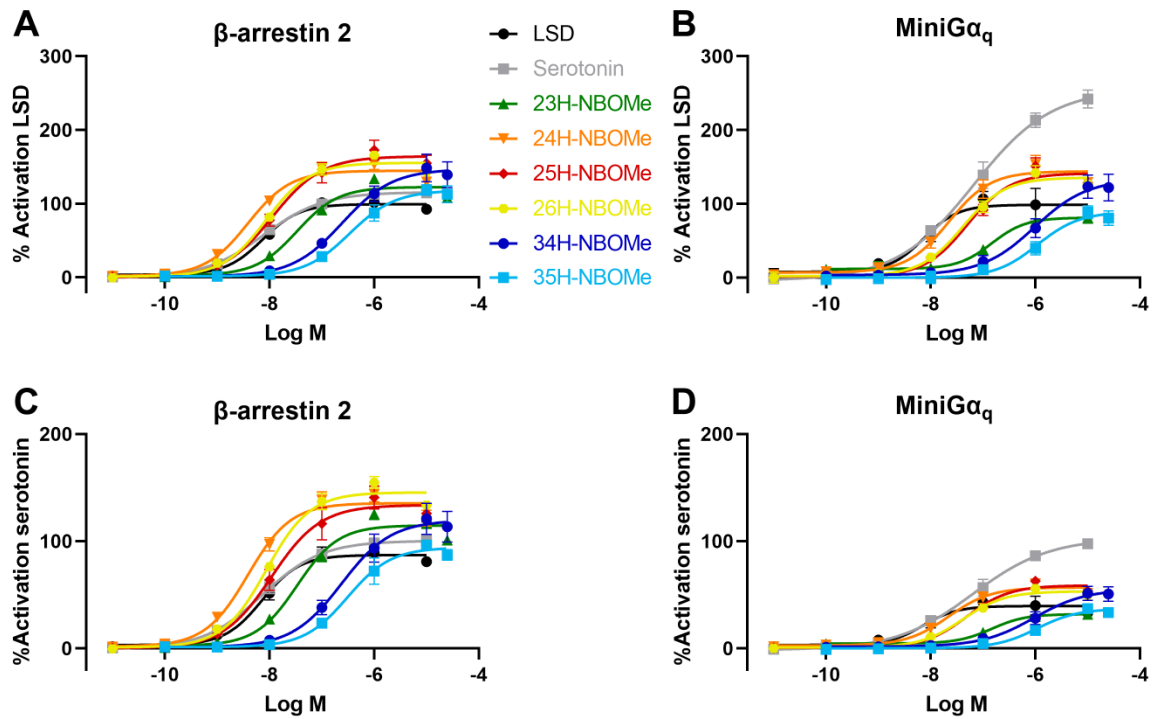 A
β-arrestin 2
% Activation LSD
300
200
100
0
-10
-8
-6
-4
Log M
LSD
Serotonin
23H-NBOMe
24H-NBOMe
25H-NBOMe
26H-NBOMe
34H-NBOMe
35H-NBOMe
B
MiniGαq
% Activation LSD
300
200
100
0
-10
-8
-6
-4
Log M
C
β-arrestin 2
%Activation serotonin
200
100
0
-10
-8
-6
-4
Log M
D
MiniGαq
%Activation serotonin
200
100
0
-10
-8
-6
-4
Log M